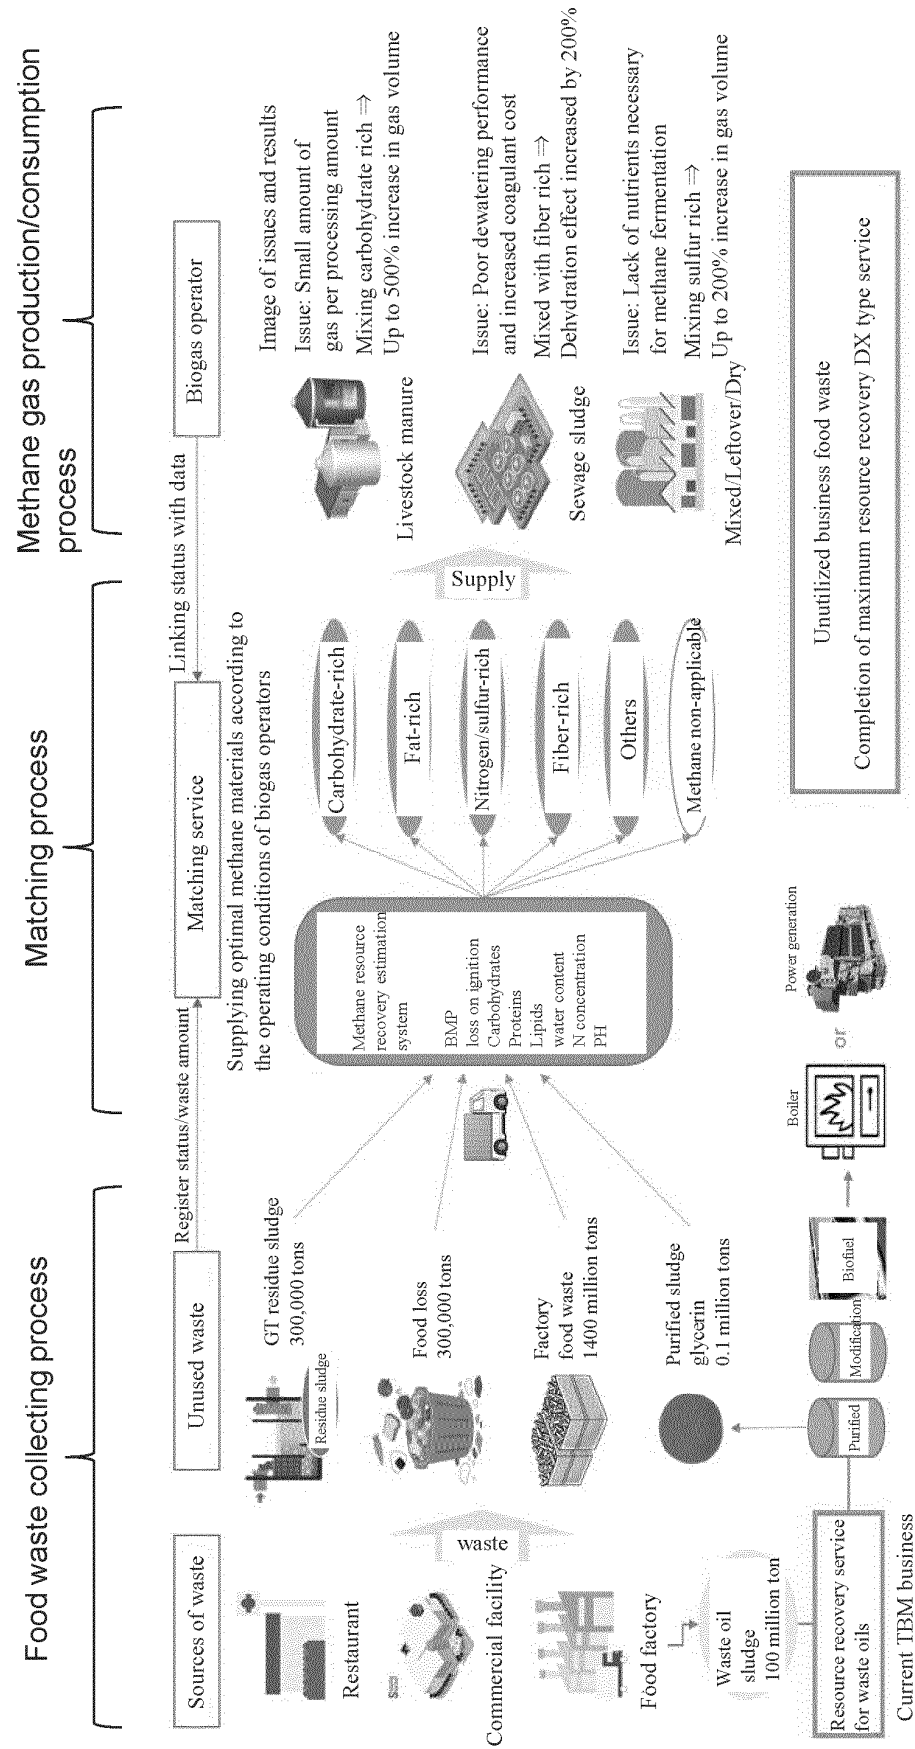 Food waste collecting process
Matching process
Methane gas production/consumption
process
Sources of waste
Unused waste
Register status/waste amount
Matching service
Linking status with data
Biogas operator
Supplying optimal methane materials according to
the operating conditions of biogas operators
Restaurant
Commercial facility
Food factory
waste
Waste oil
sludge
100 million ton
Resource recovery service
for waste oils
Current TBM business
GT residue sludge
300,000 tons
Residue sludge
Food loss
300,000 tons
Factory
food waste
1400 million tons
Purified sludge
glycerin
0.1 million tons
Purified
Modification
Biofuel
Boiler
or
Power generation
Methane resource
recovery estimation
system
BMP
loss on ignition
Carbohydrates
Proteins
Lipids
water content
N concentration
PH
Carbohydrate-rich
Fat-rich
Nitrogen/sulfur-rich
Fiber-rich
Others
Methane non-applicable
Supply
Livestock manure
Sewage sludge
Mixed/Leftover/Dry
Image of issues and results
Issue: Small amount of
gas per processing amount
Mixing carbohydrate rich ⇒
Up to 500% increase in gas volume
Issue: Poor dewatering performance
and increased coagulant cost
Mixed with fiber rich ⇒
Dehydration effect increased by 200%
Issue: Lack of nutrients necessary
for methane fermentation
Mixing sulfur rich ⇒
Up to 200% increase in gas volume
Unutilized business food waste
Completion of maximum resource recovery DX type service